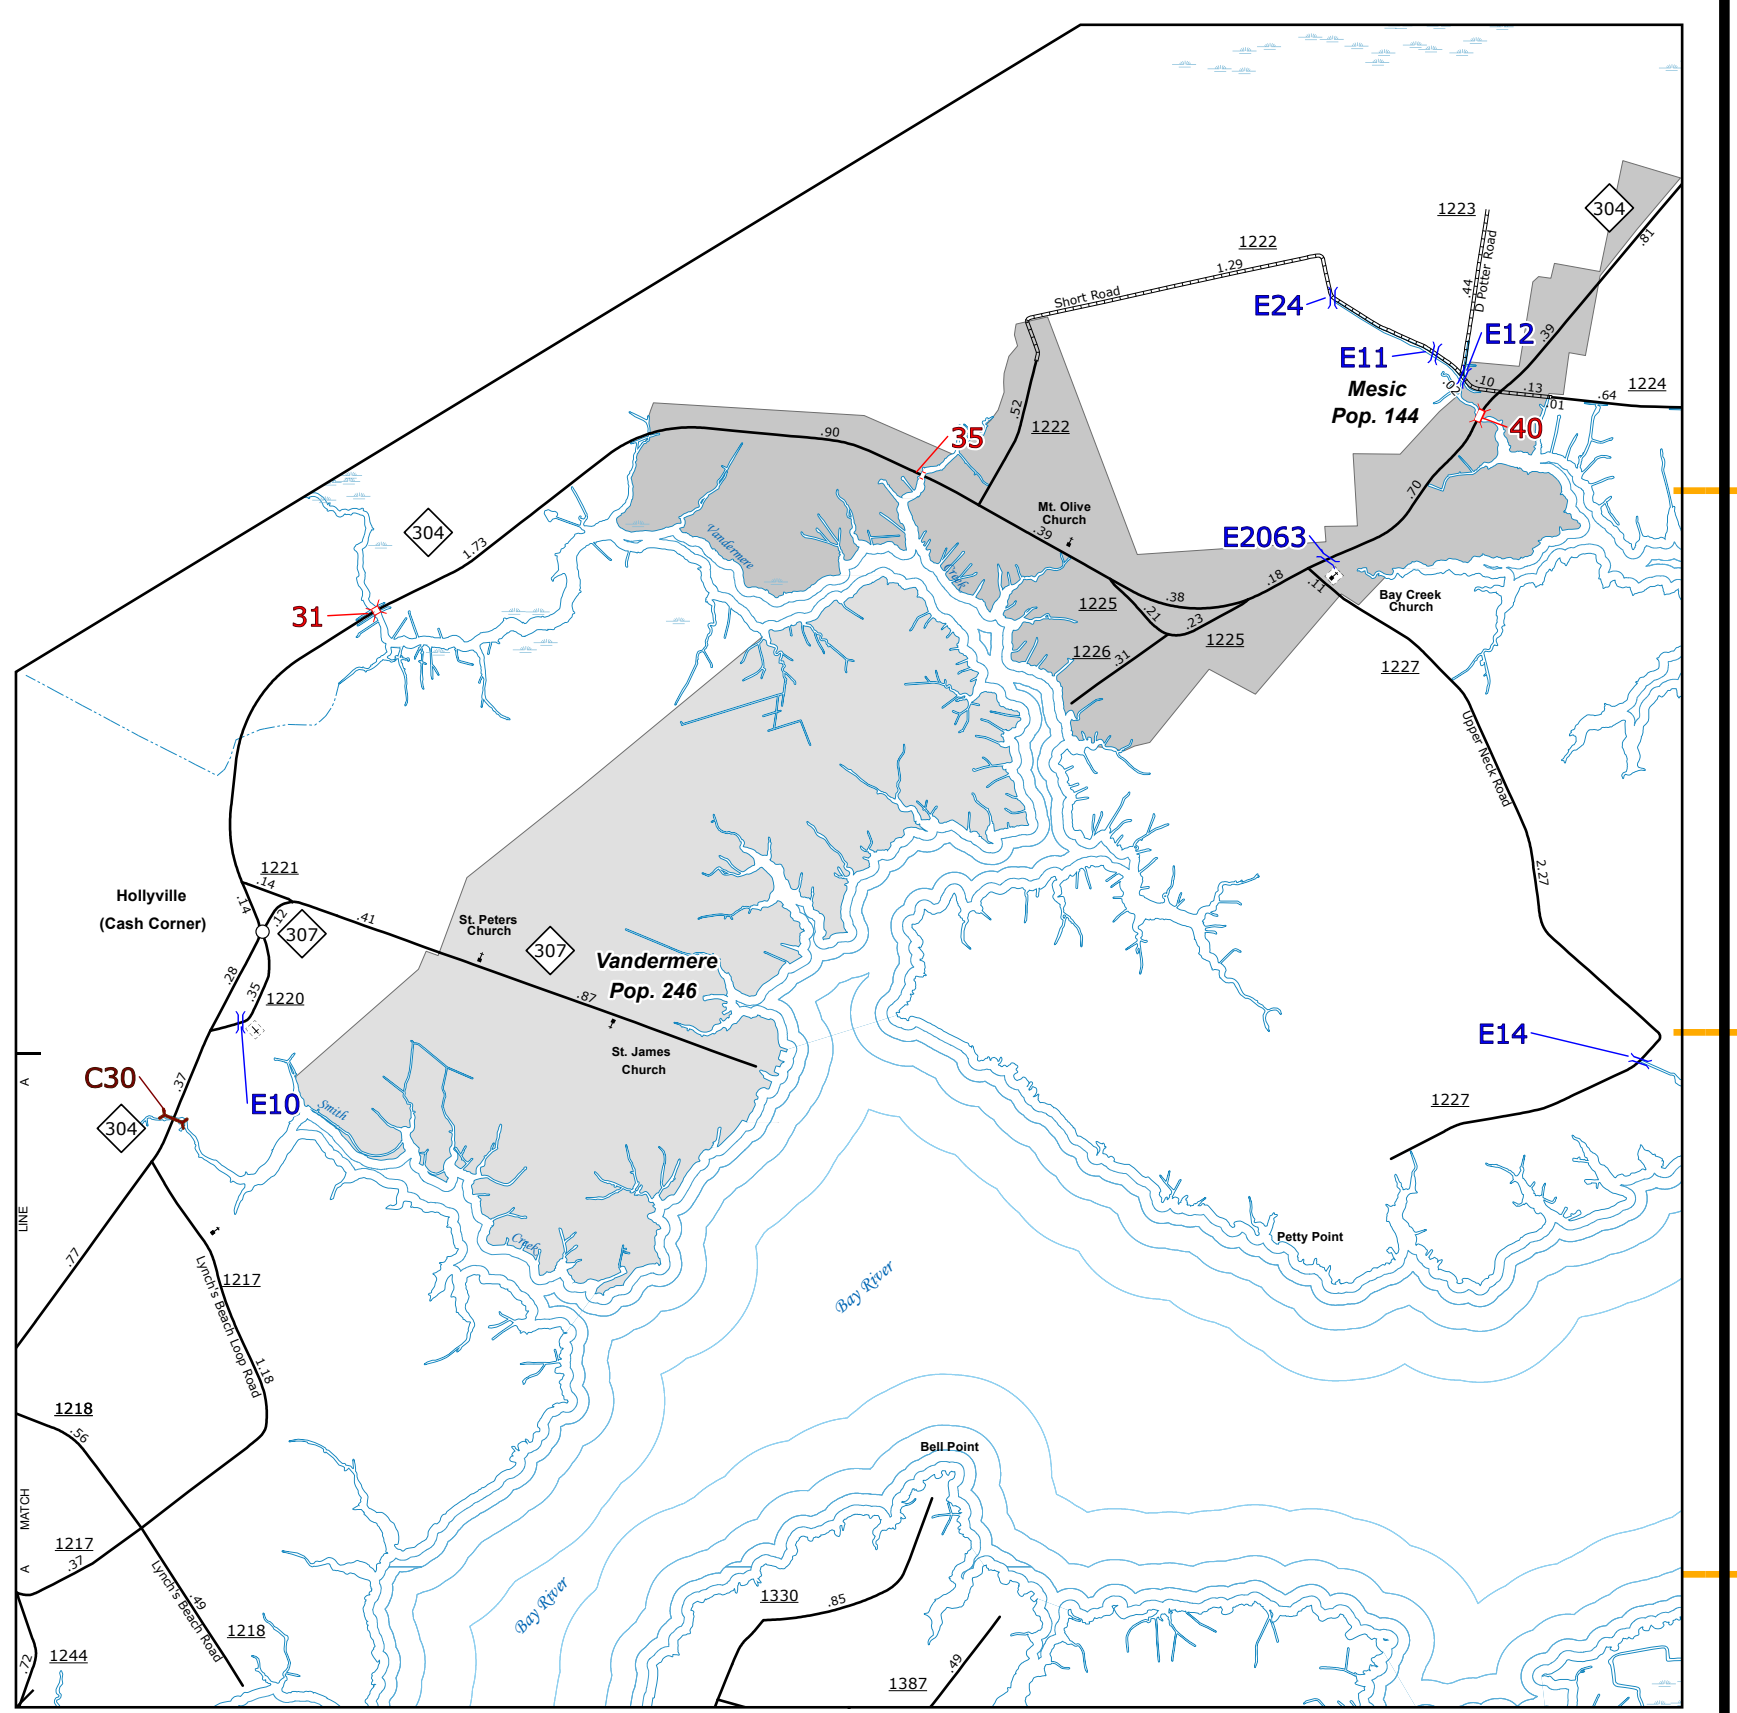 304
1223
1222
1.29
Short Road
.44
D Potter Road
.81
E24
E12
.39
E11
.02
.10
.13
.01
.64
1224
Mesic
Pop. 144
40
.52
1222
35
.90
.70
Mt. Olive
Church
.39
304
1.73
Vandermere
Creek
E2063
.18
.11
Bay Creek
Church
31
1225
.38
.21
.23
1225
1226
.31
1227
Upper Neck Road
2.27
1221
.14
.14
.12
Hollyville
(Cash Corner)
307
.41
St. Peters
Church
307
Vandermere
Pop. 246
.87
.28
.35
1220
St. James
Church
E14
A
C30
.37
E10
304
Smith
Creek
1227
LINE
.77
1217
Lynch's Beach Loop Road
1.18
Petty Point
Bay River
1218
.56
Bell Point
MATCH
1217
.37
A
Lynch's Beach Road
.49
1218
Bay River
1330
.85
1244
.72
1387
.49